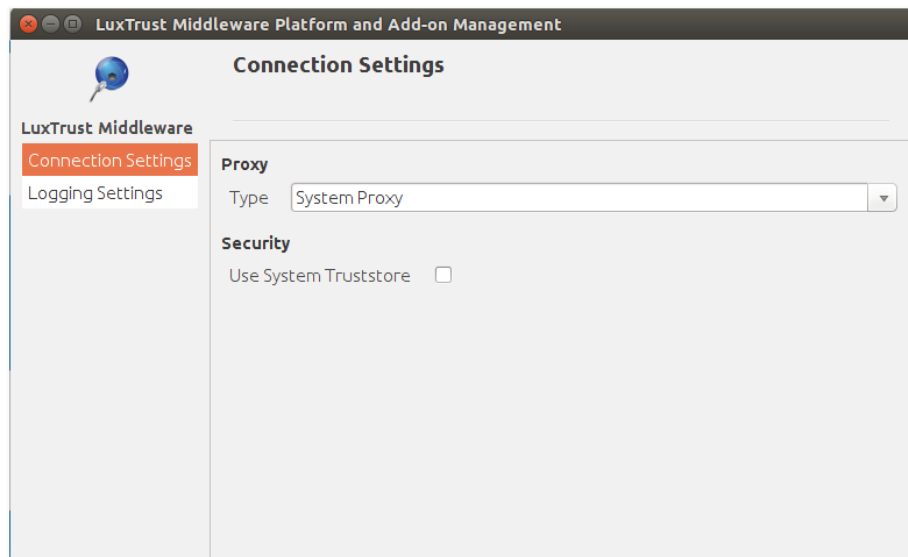 LuxTrust Middleware Platform and Add-on Management
Connection Settings
LuxTrust Middleware
Connection Settings
Logging Settings
Proxy
Type System Proxy
Security
Use System Truststore